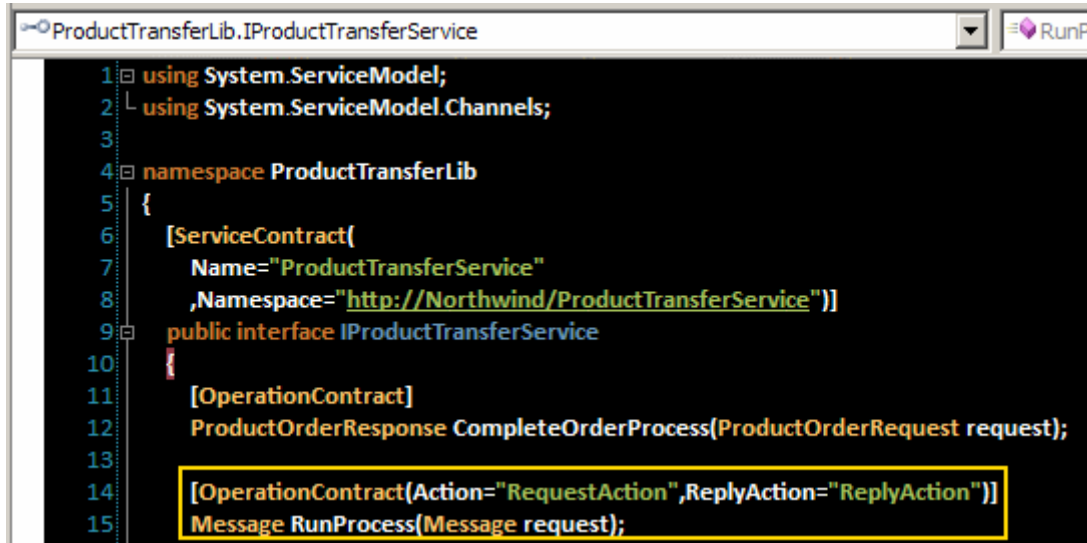 ProductTransferLib.IProductTransferService RunP
1 using System.ServiceModel;
2 using System.ServiceModel.Channels;
3
4 namespace ProductTransferLib
5 {
6 [ServiceContract(
7 Name="ProductTransferService"
8 ,Namespace="http://Northwind/ProductTransferService")]
9 public interface IProductTransferService
10 {
11 [OperationContract]
12 ProductOrderResponse CompleteOrderProcess(ProductOrderRequest request);
13
14 [OperationContract(Action="RequestAction",ReplyAction="ReplyAction")]
15 Message RunProcess(Message request);